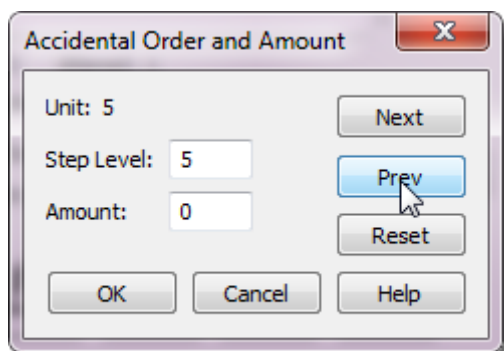 Accidental Order and Amount
Unit: 5
Next
Step Level: 5
Prev
Amount: 0
Reset
OK Cancel Help